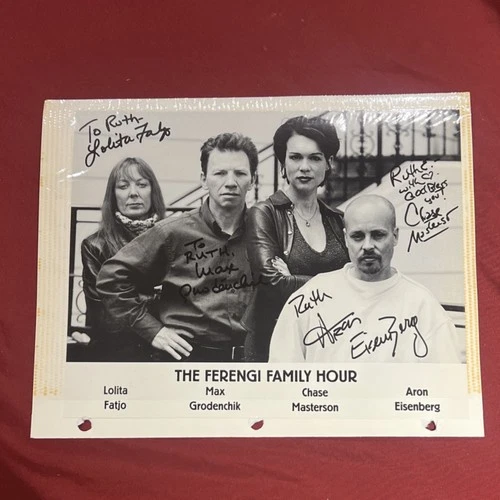 To Ruth
Lolita Fatjo
Ruth:
with
God Bless
you!
Chase
Masterson
TO
RUTH,
Max
Grodenchik
Ruth
Aron
Eisenberg
THE FERENGI FAMILY HOUR
Lolita Max Chase Aron
Fatjo Grodenchik Masterson Eisenberg